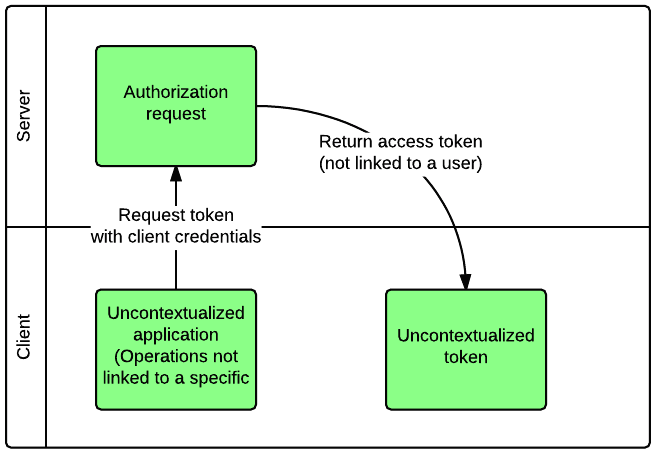 Server
Authorization
request
Return access token
(not linked to a user)
Request token
with client credentials
Client
Uncontextualized
application
(Operations not
linked to a specific
Uncontextualized
token